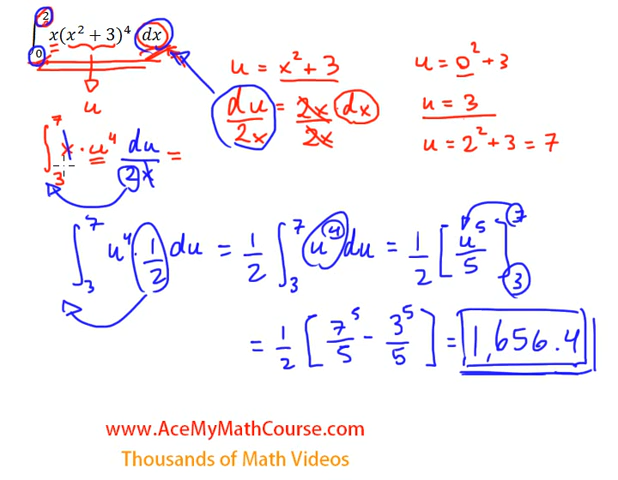 ∫₀² x(x² + 3)⁴ dx
u
u = x² + 3
du/2x = 2x/2x dx
u = 0² + 3
u = 3
u = 2² + 3 = 7
∫₃⁷ x · u⁴ du/2x =
∫₃⁷ u⁴ · 1/2 du = 1/2 ∫₃⁷ u⁴ du = 1/2 [u⁵/5]₃⁷
= 1/2 [7⁵/5 - 3⁵/5] = 1,656.4
www.AceMyMathCourse.com
Thousands of Math Videos